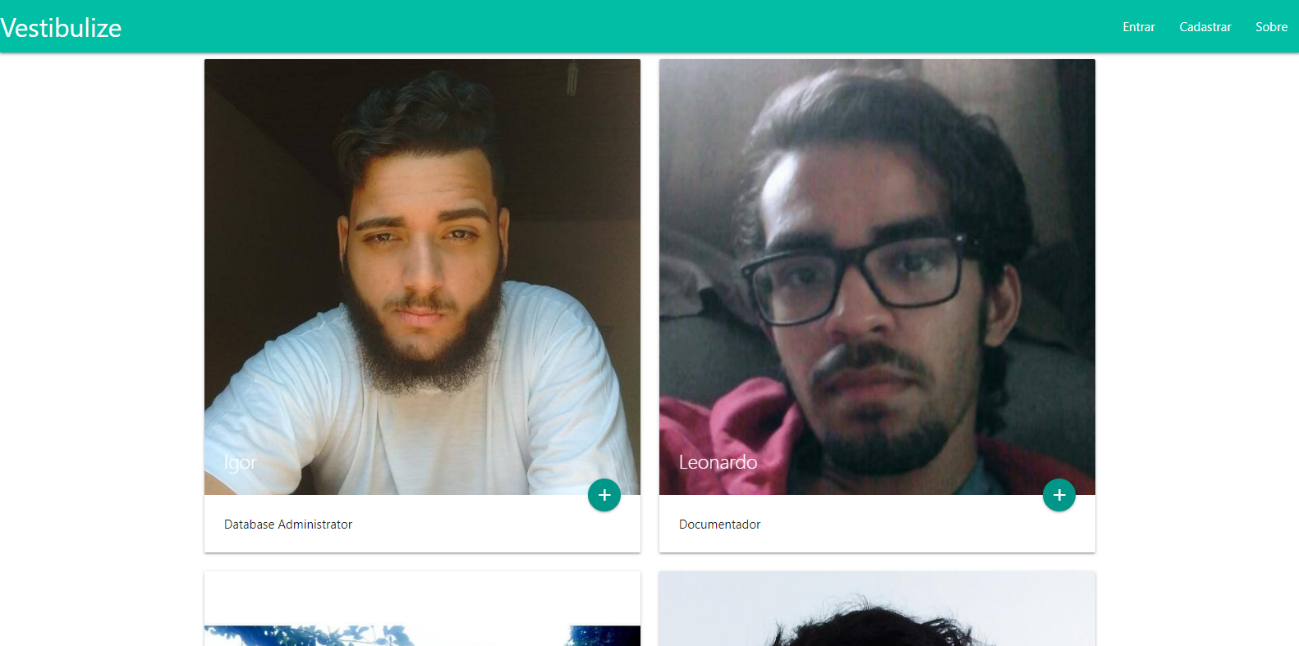 Vestibulize
Entrar Cadastrar Sobre
Igor
Leonardo
+
+
Database Administrator
Documentador